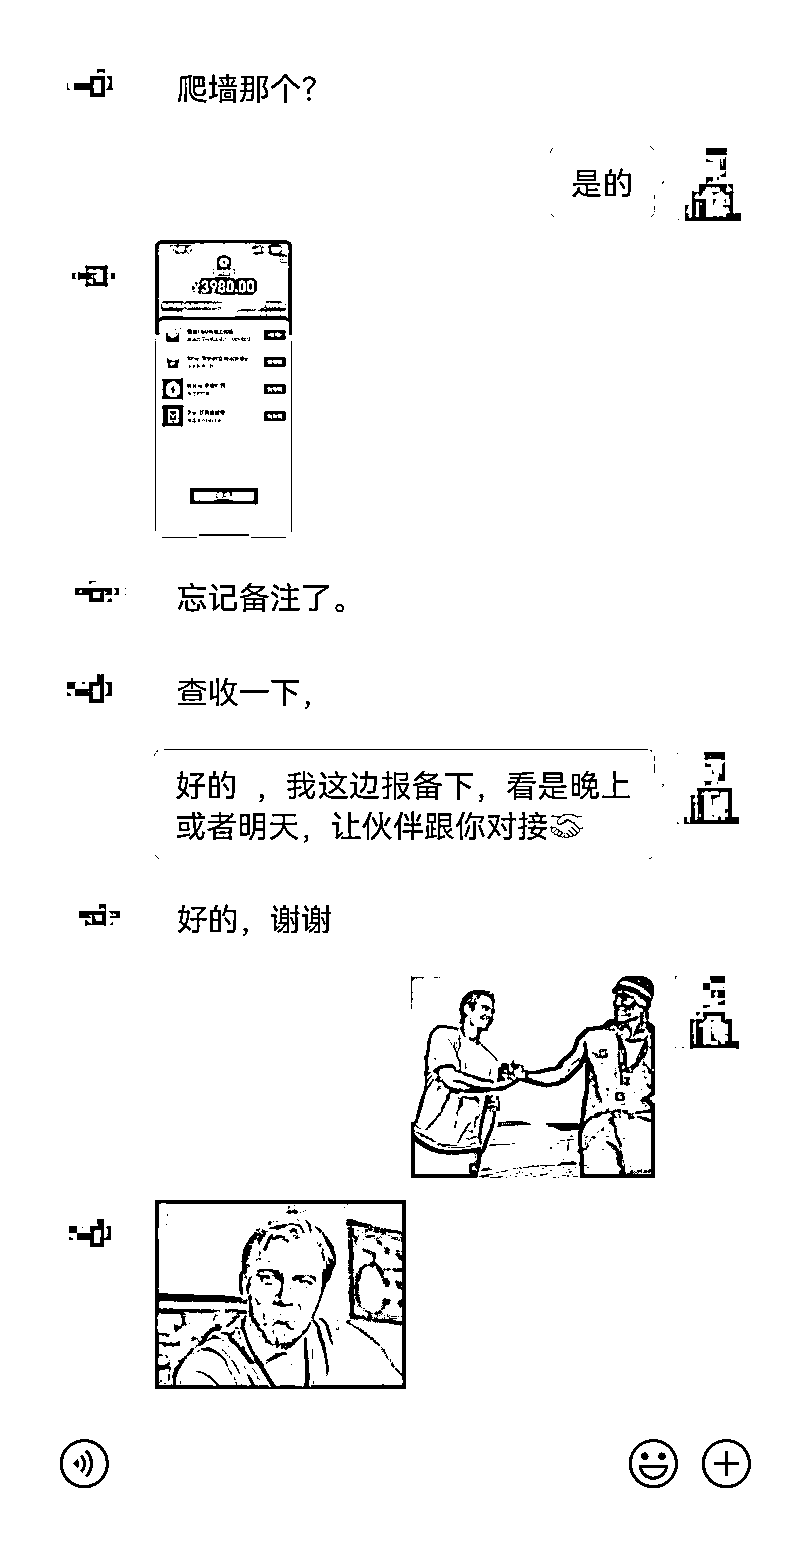 爬墙那个？
是的
¥3980.00
忘记备注了。
查收一下，
好的 ，我这边报备下，看是晚上
或者明天，让伙伴跟你对接
好的，谢谢